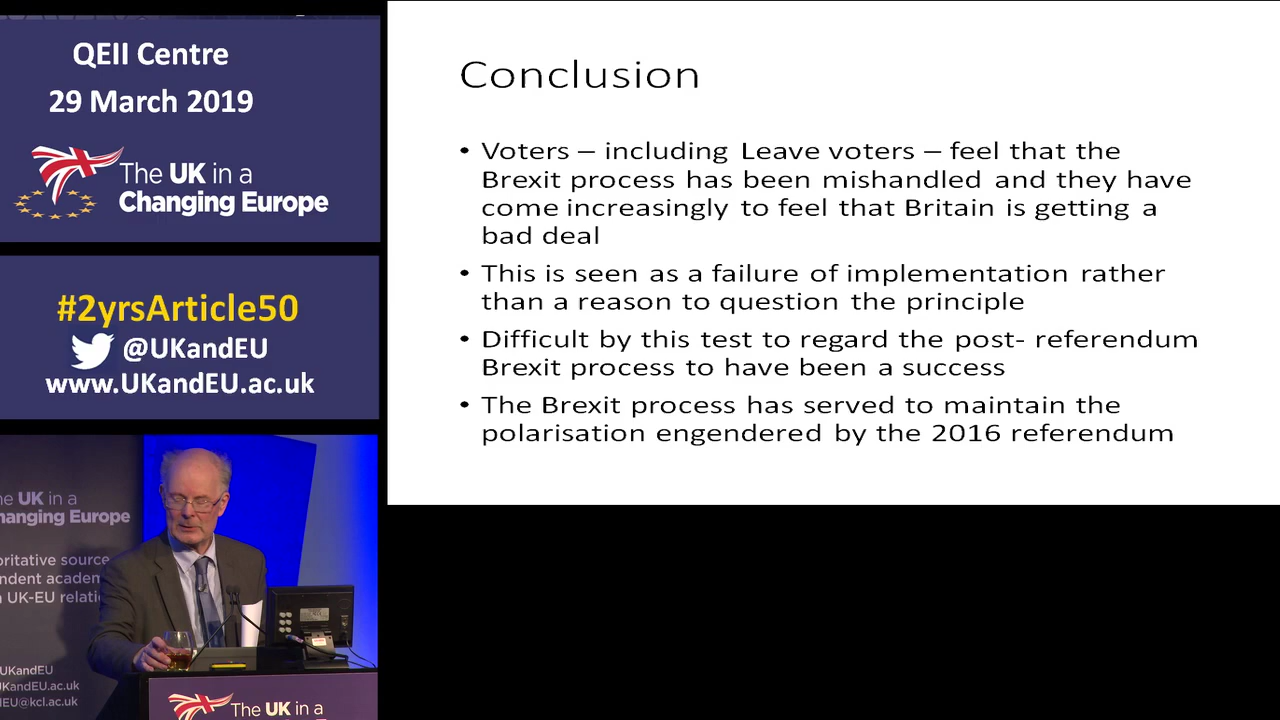 QEII Centre
29 March 2019
The UK in a
Changing Europe
#2yrsArticle50
@UKandEU
www.UKandEU.ac.uk
Conclusion
• Voters – including Leave voters – feel that the
Brexit process has been mishandled and they have
come increasingly to feel that Britain is getting a
bad deal
• This is seen as a failure of implementation rather
than a reason to question the principle
• Difficult by this test to regard the post- referendum
Brexit process to have been a success
• The Brexit process has served to maintain the
polarisation engendered by the 2016 referendum
he UK in a
hanging Europe
oritative source
ndent academ
UK-EU relati
UKandEU
UKandEU.ac.uk
EU@kcl.ac.uk
The UK in a